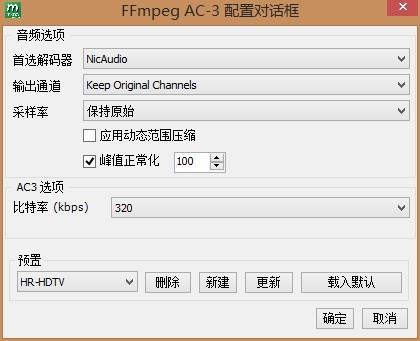 FFmpeg AC-3 配置对话框
音频选项
首选解码器 NicAudio
输出通道 Keep Original Channels
采样率 保持原始
应用动态范围压缩
峰值正常化 100
AC3 选项
比特率 (kbps) 320
预置
HR-HDTV 删除 新建 更新 载入默认
确定 取消